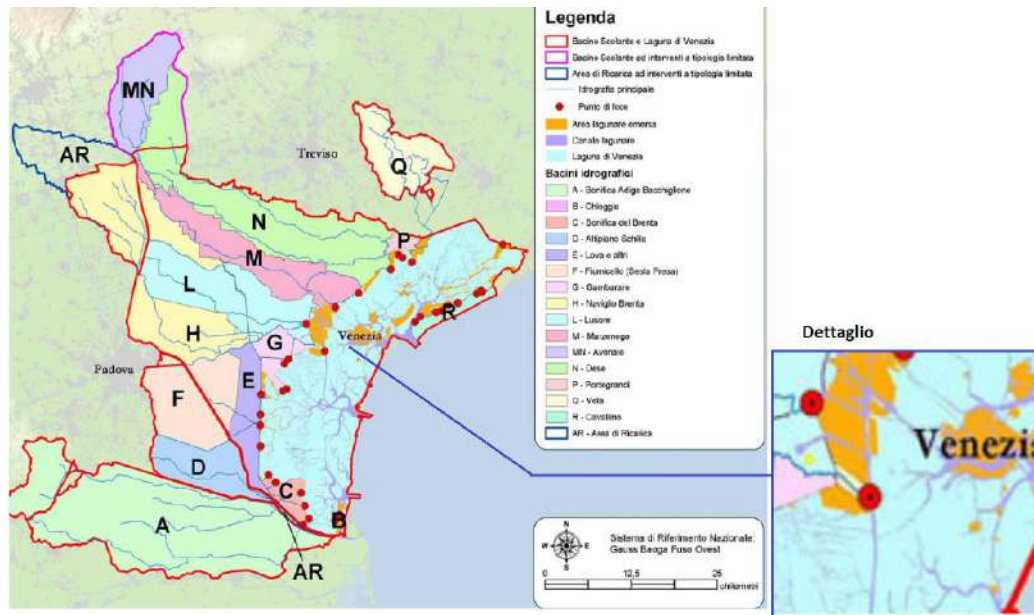 MN
AR
Treviso
Q
N
P
M
L
R
H
G
Venezia
Padova
E
F
D
C
A
B
AR
Legenda
Bacino Scolante e Laguna di Venezia
Bacino Scolante ad interventi a tipologia limitata
Area di Ricarica ad interventi a tipologia limitata
Idrografia principale
Punto di foce
Area lagunare emersa
Canale lagunare
Laguna di Venezia
Bacini idrografici
A - Bonifica Adige Bacchiglione
B - Chioggia
C - Bonifica del Brenta
D - Altipiano Schilla
E - Lova e altri
F - Fiumicello (Sesta Presa)
G - Gambarare
H - Naviglio Brenta
L - Lusore
M - Marzenego
MN - Avenale
N - Dese
P - Portegrandi
Q - Vela
R - Cavallino
AR - Area di Ricarica
N
W E
S
Sistema di Riferimento Nazionale:
Gauss Boaga Fuso Ovest
0 12,5 25
chilometri
Dettaglio
Venezia